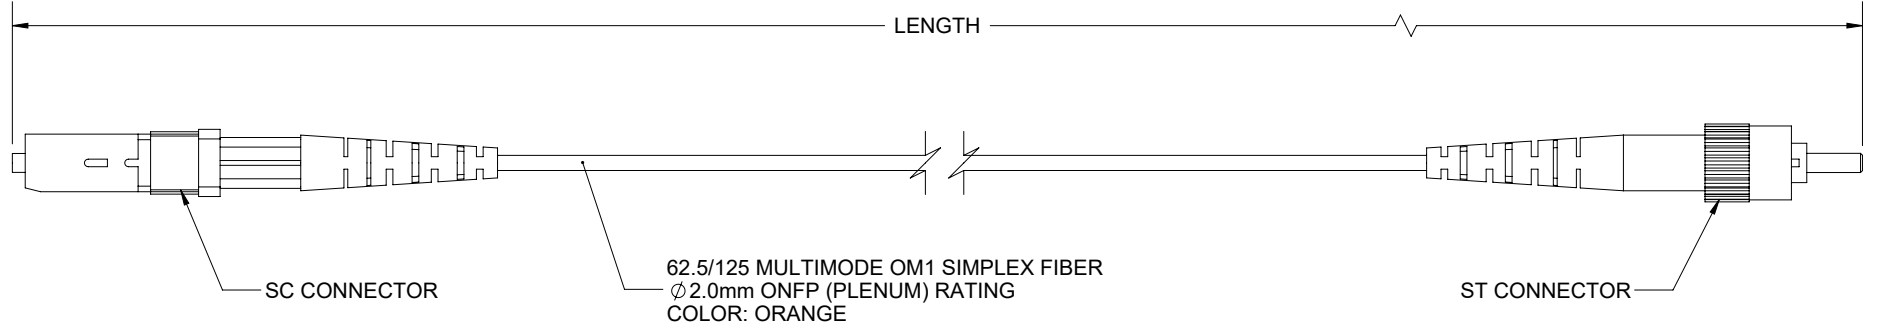 LENGTH
62.5/125 MULTIMODE OM1 SIMPLEX FIBER
⌀2.0mm ONFP (PLENUM) RATING
COLOR: ORANGE
SC CONNECTOR
ST CONNECTOR